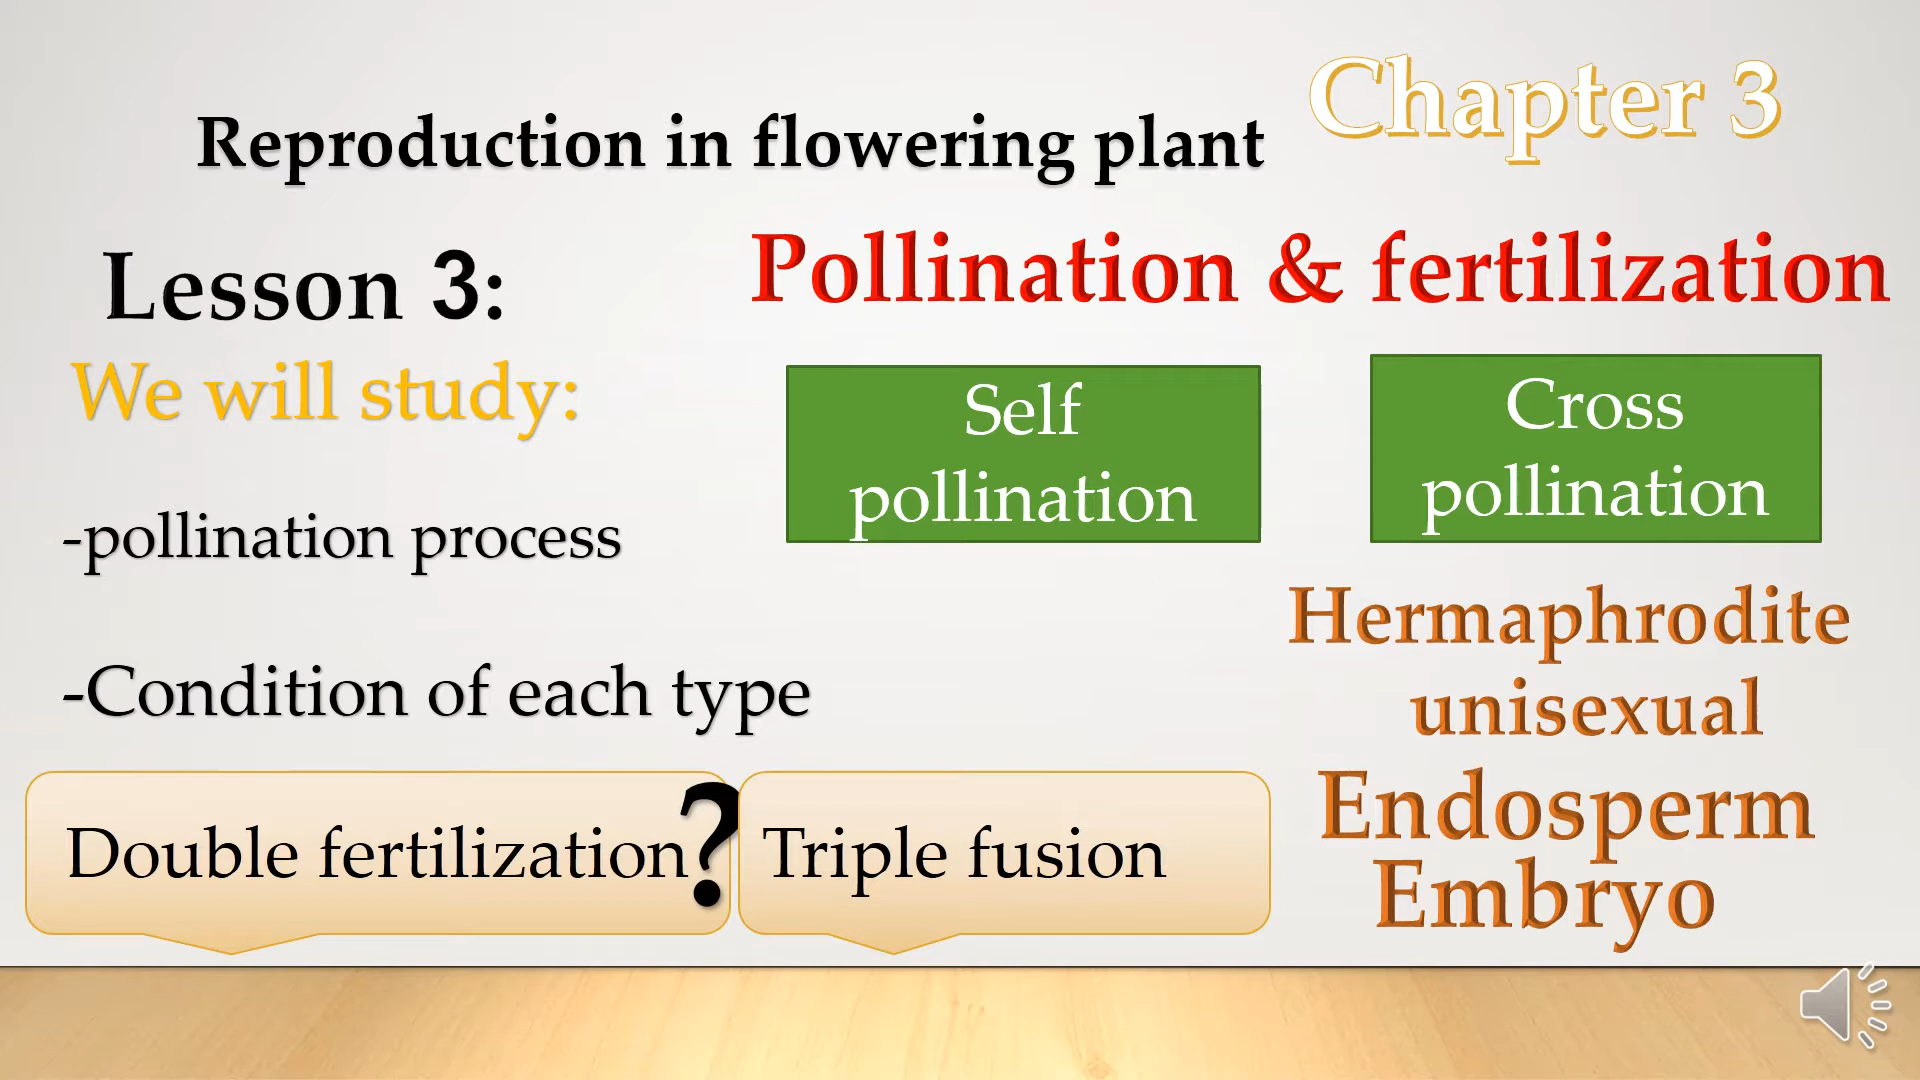 Chapter 3
Reproduction in flowering plant
Lesson 3:
Pollination & fertilization
We will study:
Self
pollination
Cross
pollination
-pollination process
Hermaphrodite
unisexual
-Condition of each type
Endosperm
Embryo
Double fertilization?
Triple fusion